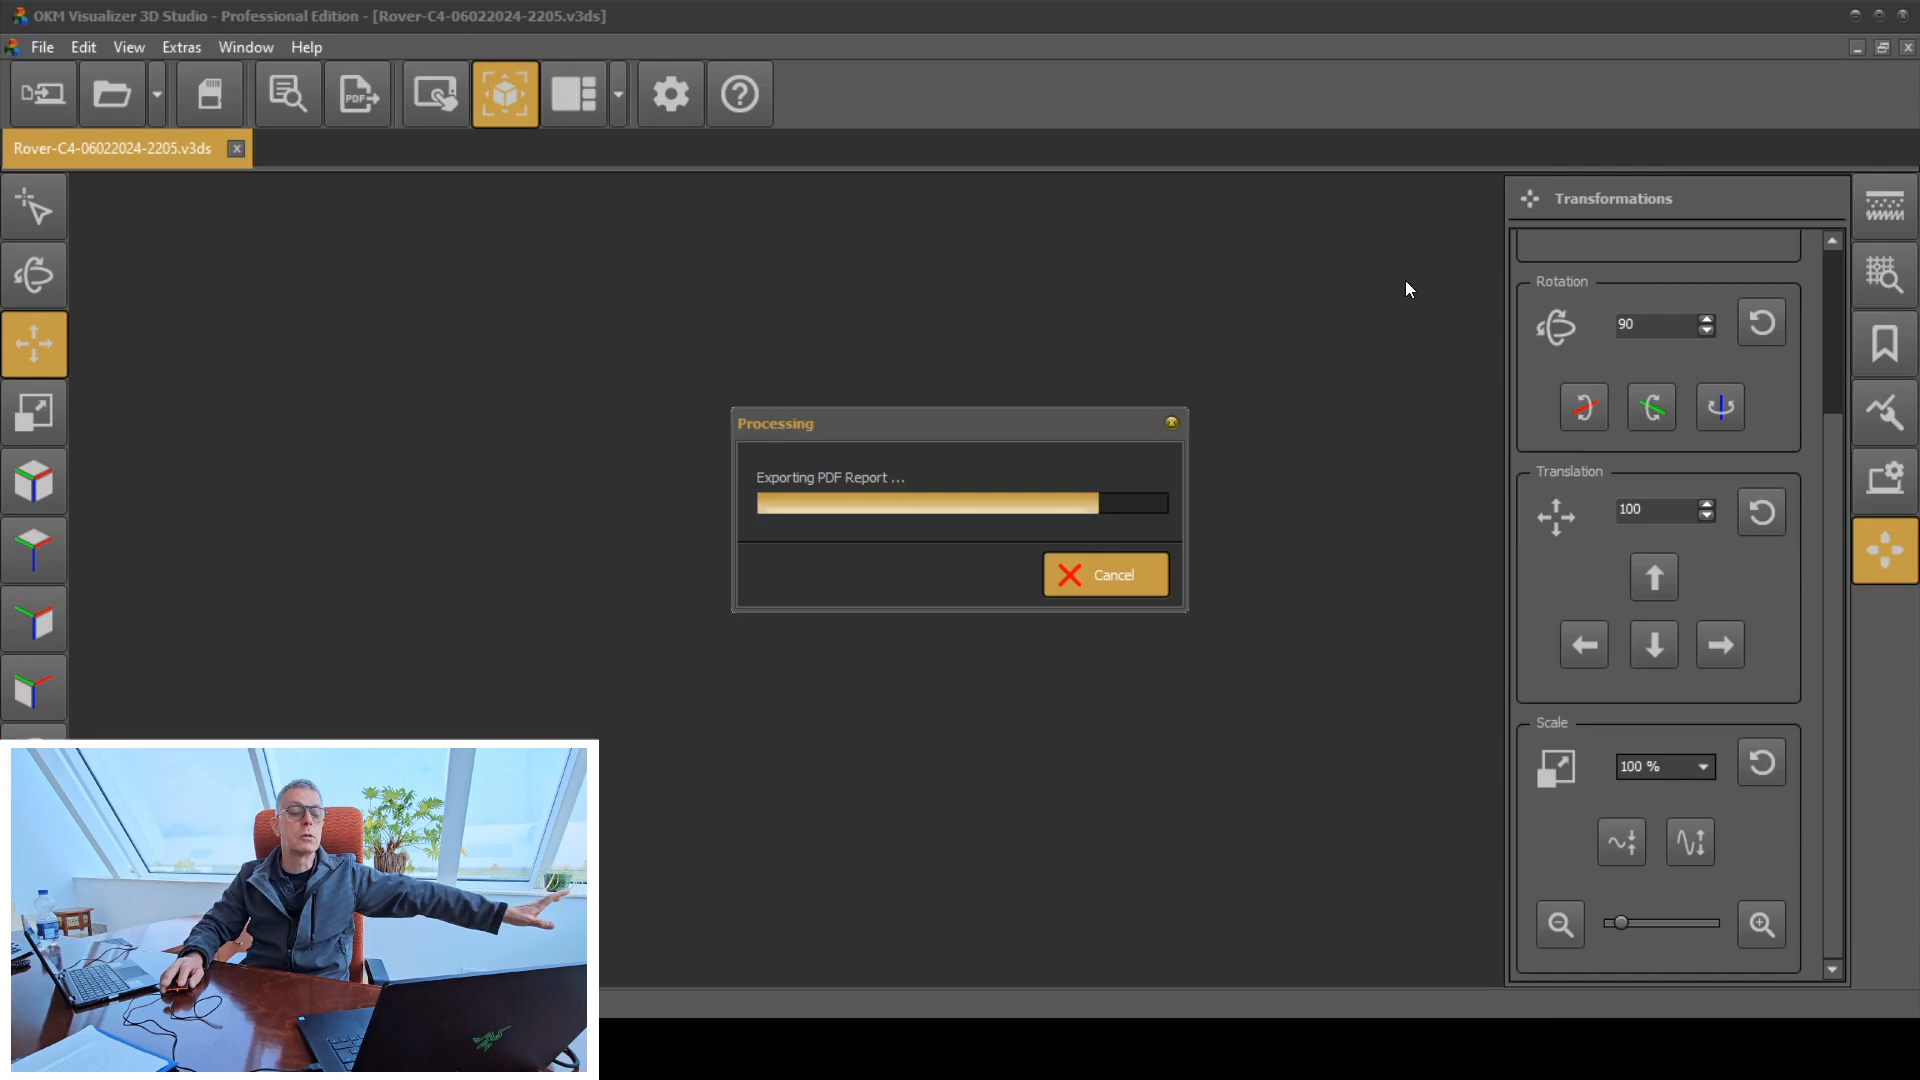 OKM Visualizer 3D Studio - Professional Edition - [Rover-C4-06022024-2205.v3ds]
File Edit View Extras Window Help
PDF
Rover-C4-06022024-2205.v3ds
Transformations
Rotation
90
Translation
100
Scale
100 %
Processing
Exporting PDF Report ...
Cancel